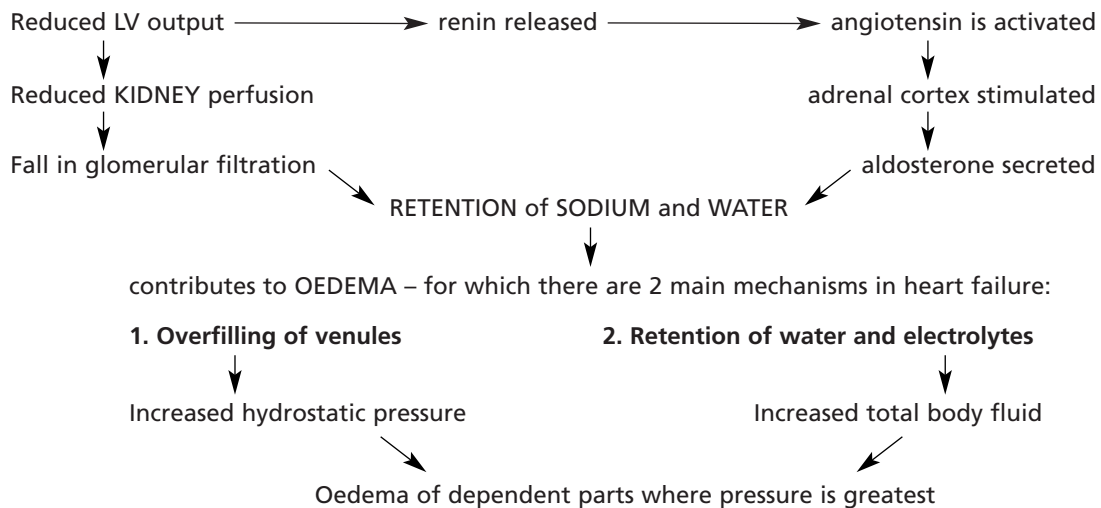 Reduced LV output renin released angiotensin is activated
Reduced KIDNEY perfusion adrenal cortex stimulated
Fall in glomerular filtration aldosterone secreted
RETENTION of SODIUM and WATER
contributes to OEDEMA – for which there are 2 main mechanisms in heart failure:
1. Overfilling of venules 2. Retention of water and electrolytes
Increased hydrostatic pressure Increased total body fluid
Oedema of dependent parts where pressure is greatest